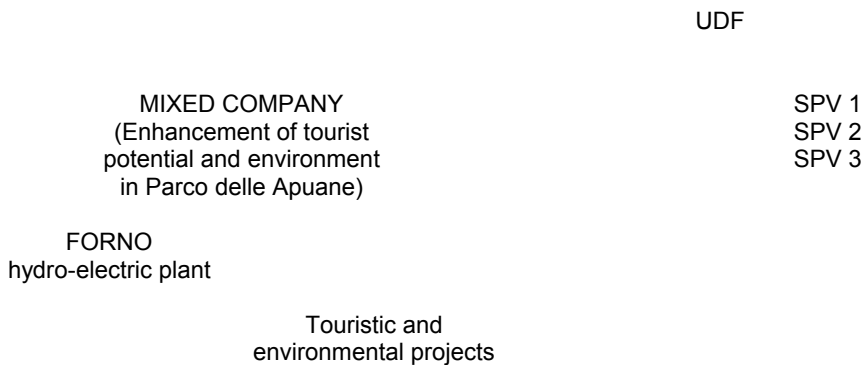 UDF
MIXED COMPANY
(Enhancement of tourist
potential and environment
in Parco delle Apuane)
SPV 1
SPV 2
SPV 3
FORNO
hydro-electric plant
Touristic and
environmental projects